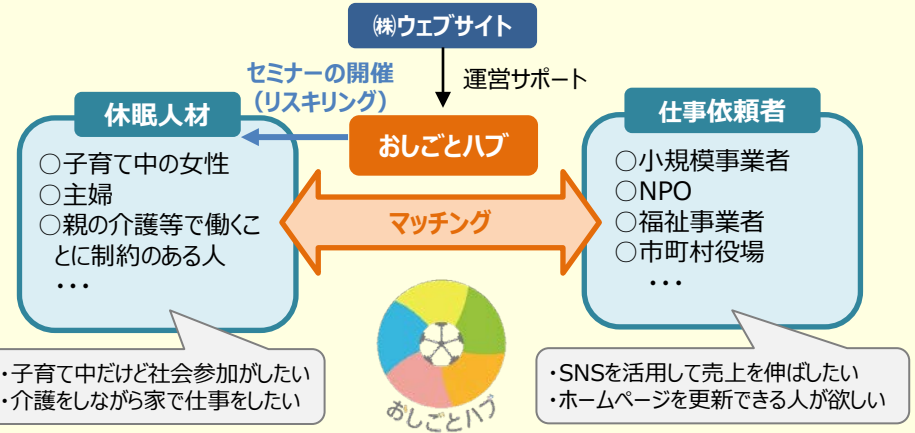 ㈱ウェブサイト
セミナーの開催
（リスキリング）
運営サポート
休眠人材
おしごとハブ
仕事依頼者
○子育て中の女性
○主婦
○親の介護等で働くこ
とに制約のある人
・・・
マッチング
○小規模事業者
○NPO
○福祉事業者
○市町村役場
・・・
・子育て中だけど社会参加がしたい
・介護をしながら家で仕事をしたい
おしごとハブ
・SNSを活用して売上を伸ばしたい
・ホームページを更新できる人が欲しい